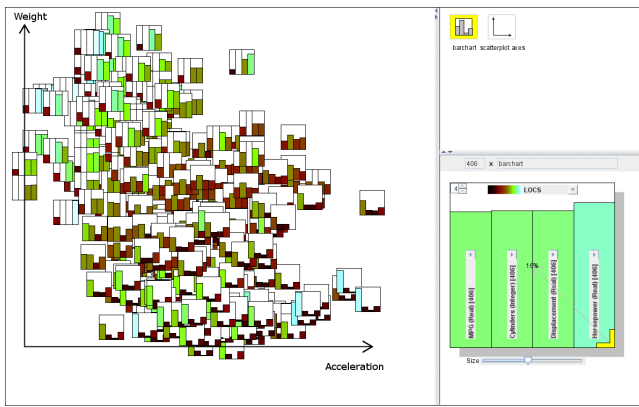 Weight
Acceleration
barchart scatterplot axes
406 x barchart
4 LOCS
16%
MPG (Real) [406]
Cylinders (Integer) [406]
Displacement (Real) [406]
Horsepower (Real) [406]
Size